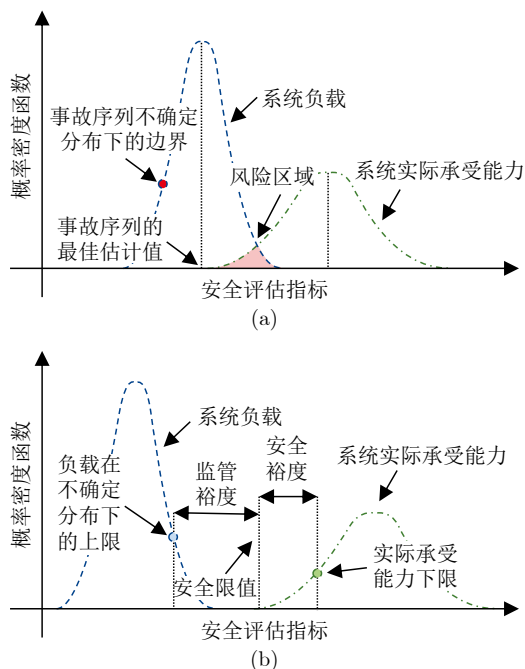 概率密度函数
系统负载
事故序列不确定
分布下的边界
风险区域
系统实际承受能力
事故序列的
最佳估计值
安全评估指标
(a)
概率密度函数
系统负载
安全
裕度
监管
裕度
系统实际承受能力
负载在
不确定
分布下
的上限
安全限值
实际承受
能力下限
安全评估指标
(b)